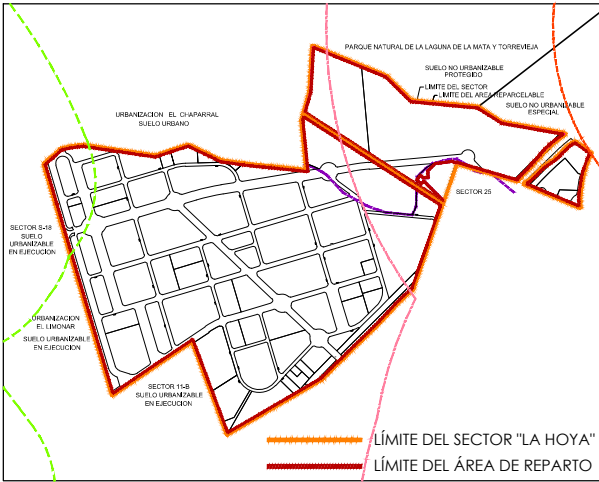 PARQUE NATURAL DE LA LAGUNA DE LA MATA Y TORREVIEJA
SUELO NO URBANIZABLE
PROTEGIDO
LIMITE DEL SECTOR
LIMITE DEL AREA REPARCELABLE
SUELO NO URBANIZABLE
ESPECIAL
URBANIZACION EL CHAPARRAL
SUELO URBANO
SECTOR 25
SECTOR S-18
SUELO
URBANIZABLE
EN EJECUCION
URBANIZACION
EL LIMONAR
SUELO URBANIZABLE
EN EJECUCION
SECTOR 11-B
SUELO URBANIZABLE
EN EJECUCION
LÍMITE DEL SECTOR "LA HOYA"
LÍMITE DEL ÁREA DE REPARTO